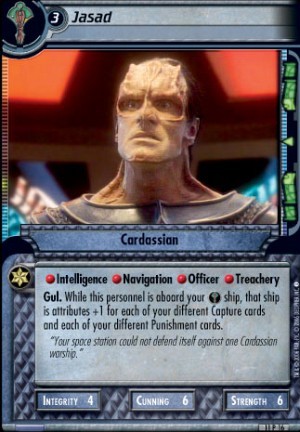 3 Jasad
Cardassian
Intelligence Navigation Officer Treachery
Gul. While this personnel is aboard your ship, that ship
is attributes +1 for each of your different Capture cards
and each of your different Punishment cards.
"Your space station could not defend itself against one Cardassian
warship."
INTEGRITY 4 CUNNING 6 STRENGTH 6